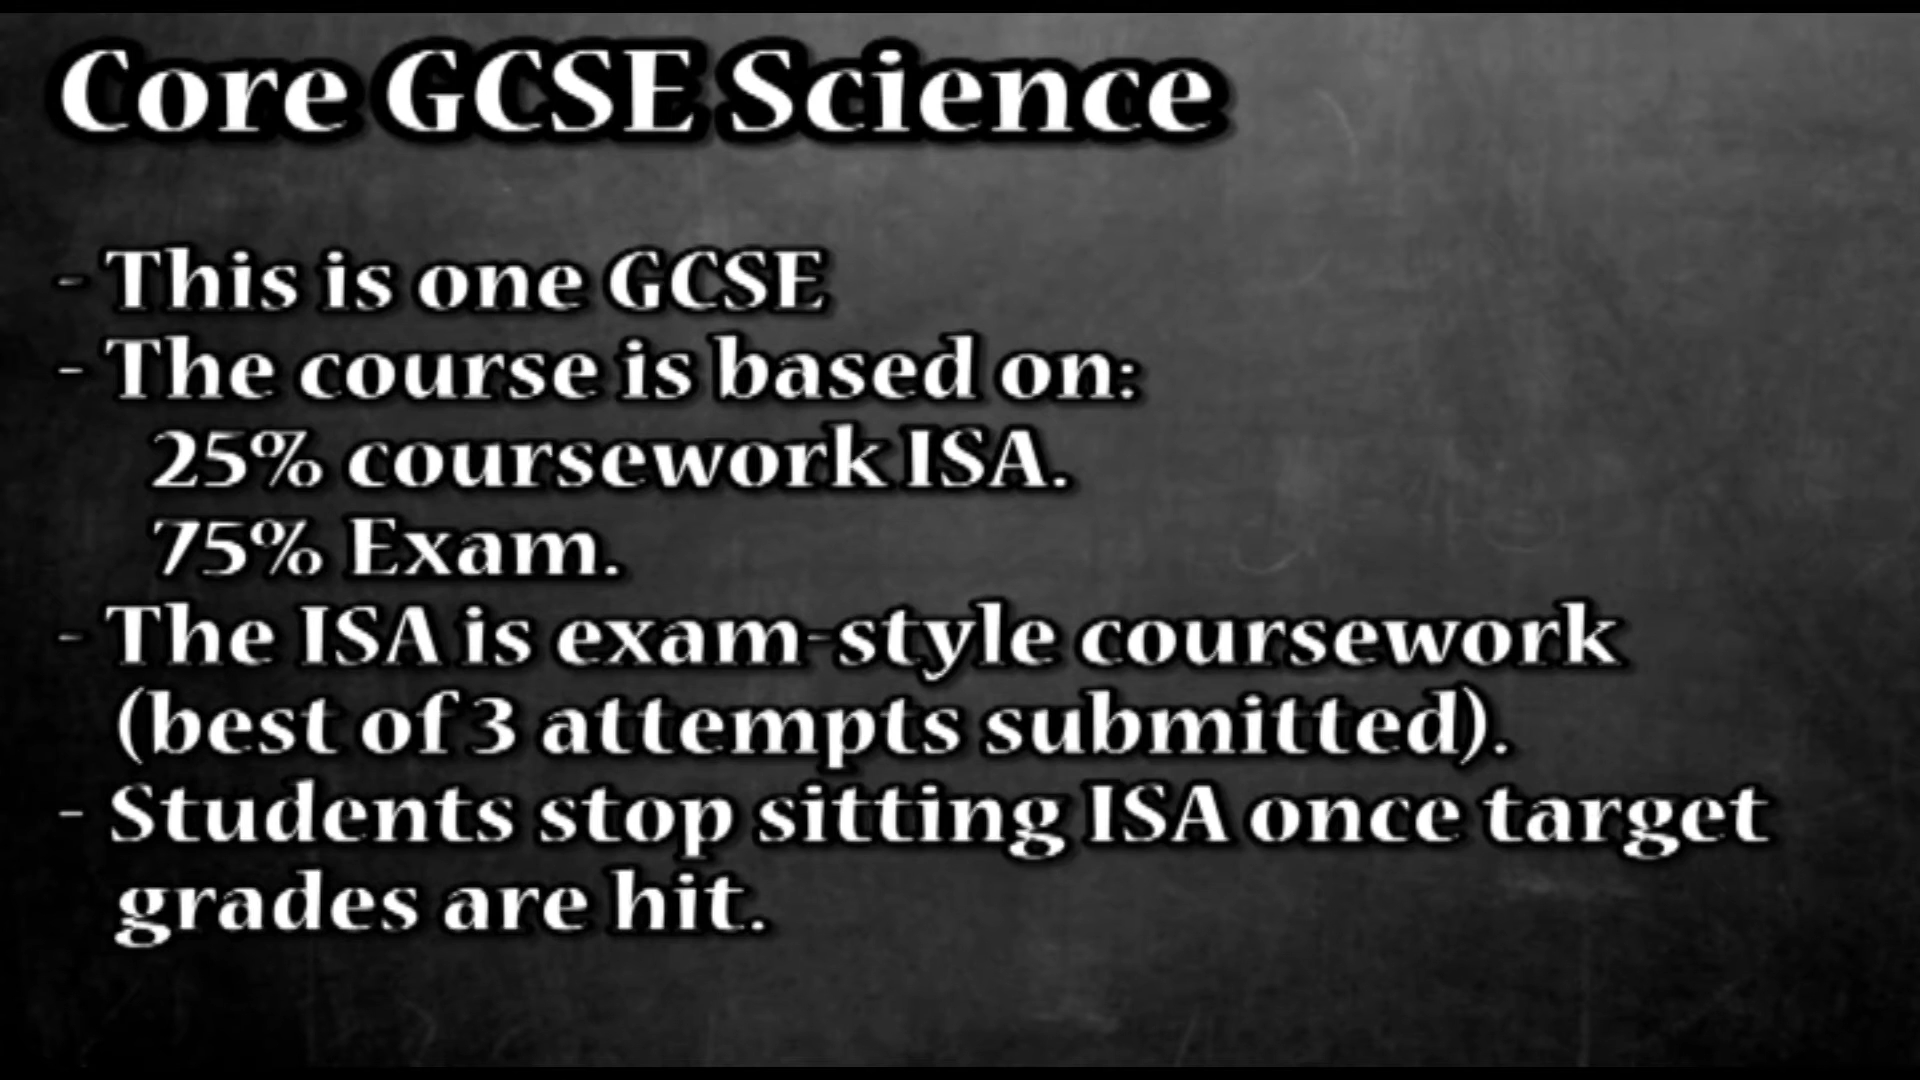 Core GCSE Science
- This is one GCSE
- The course is based on:
25% coursework ISA.
75% Exam.
- The ISA is exam-style coursework
(best of 3 attempts submitted).
- Students stop sitting ISA once target
grades are hit.